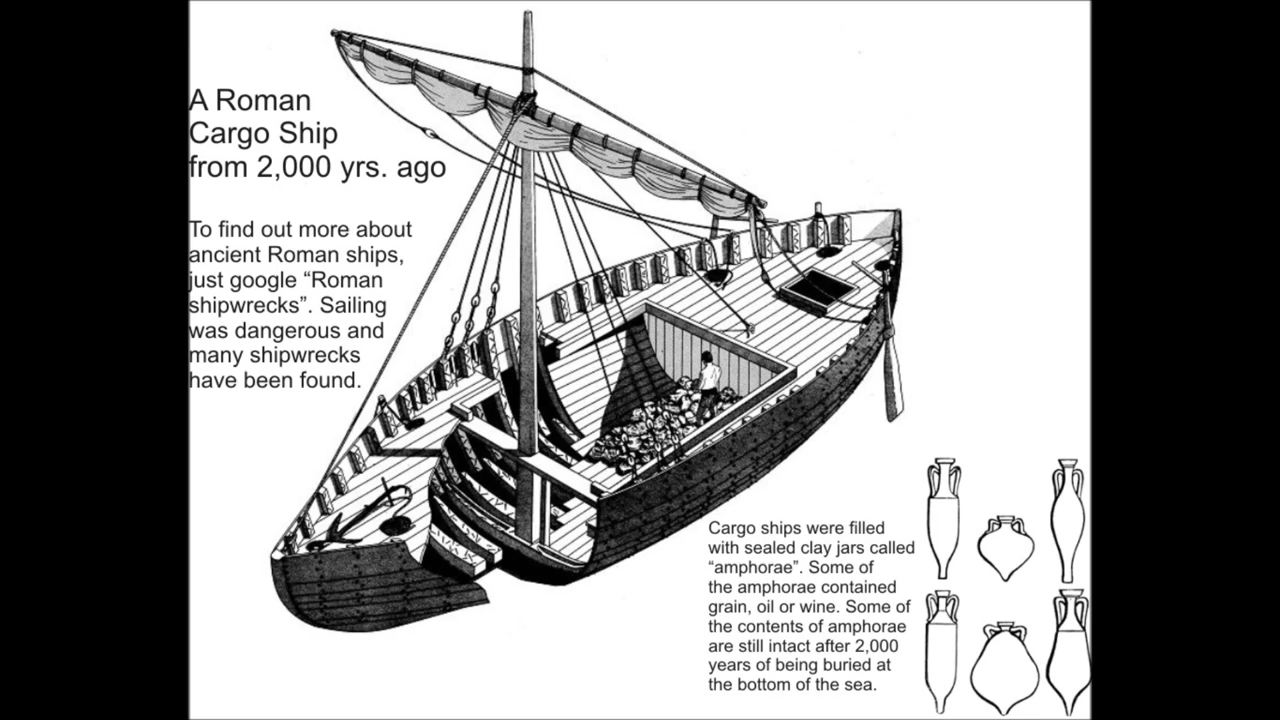 A Roman
Cargo Ship
from 2,000 yrs. ago
To find out more about
ancient Roman ships,
just google “Roman
shipwrecks”. Sailing
was dangerous and
many shipwrecks
have been found.
Cargo ships were filled
with sealed clay jars called
“amphorae”. Some of
the amphorae contained
grain, oil or wine. Some of
the contents of amphorae
are still intact after 2,000
years of being buried at
the bottom of the sea.